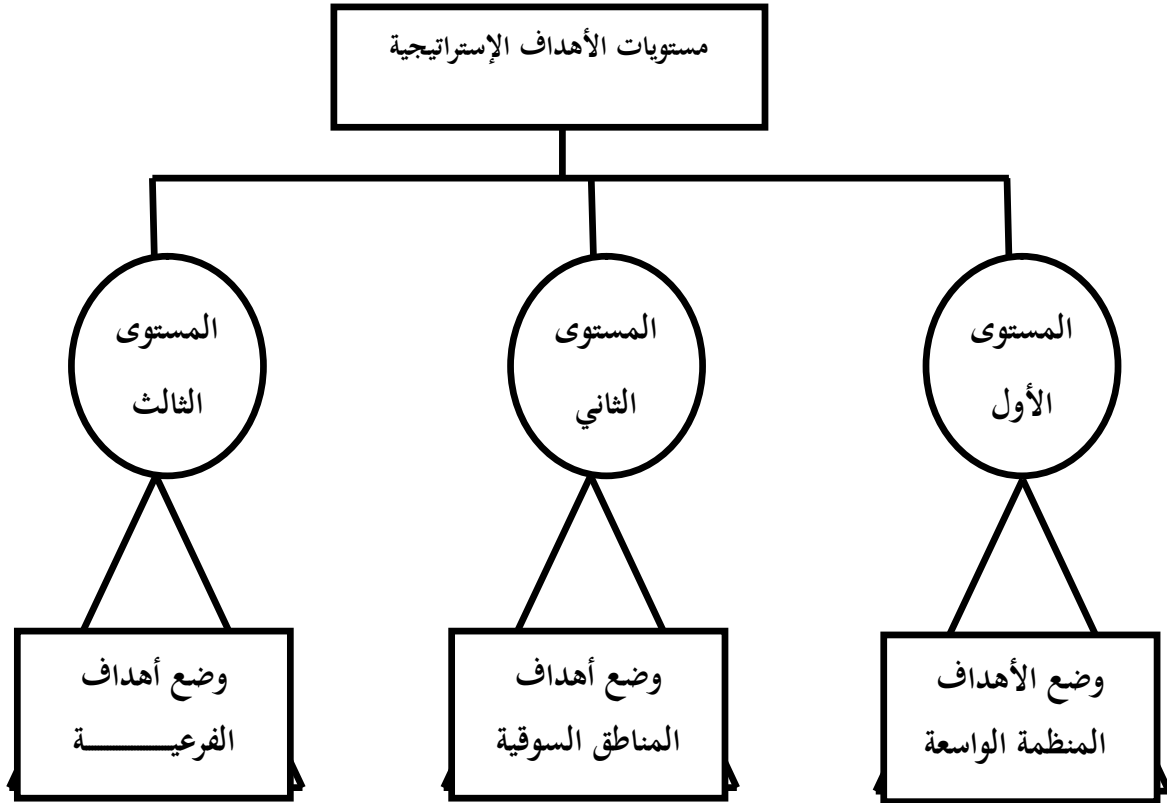 مستويات الأهداف الإستراتيجية
المستوى
الأول
المستوى
الثاني
المستوى
الثالث
وضع الأهداف
المنظمة الواسعة
وضع أهداف
المناطق السوقية
وضع أهداف
الفرعيـــــــــة